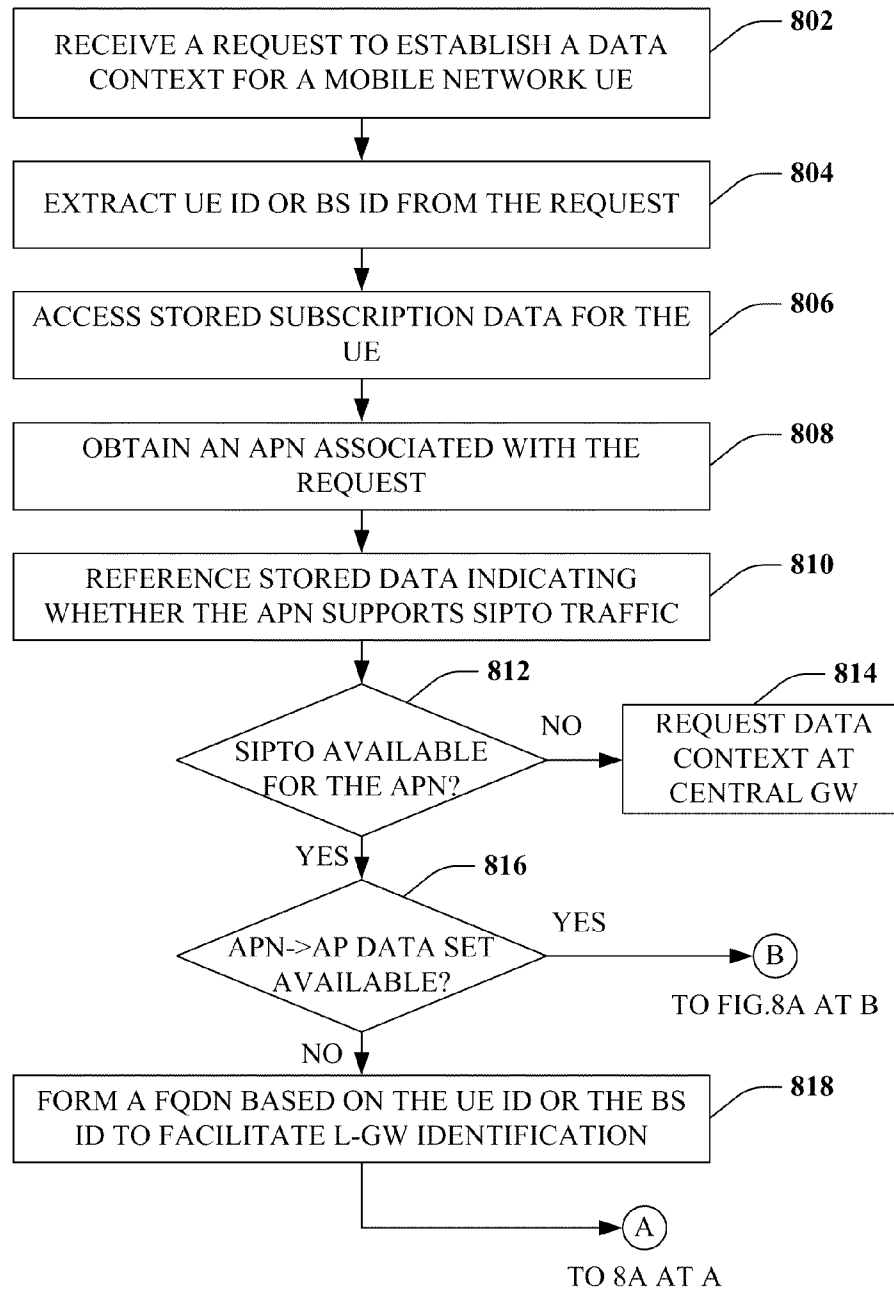 RECEIVE A REQUEST TO ESTABLISH A DATA
CONTEXT FOR A MOBILE NETWORK UE
802
EXTRACT UE ID OR BS ID FROM THE REQUEST
804
ACCESS STORED SUBSCRIPTION DATA FOR THE
UE
806
OBTAIN AN APN ASSOCIATED WITH THE
REQUEST
808
REFERENCE STORED DATA INDICATING
WHETHER THE APN SUPPORTS SIPTO TRAFFIC
810
812
SIPTO AVAILABLE
FOR THE APN?
NO
814
REQUEST DATA
CONTEXT AT
CENTRAL GW
YES
816
APN->AP DATA SET
AVAILABLE?
YES
B
TO FIG.8A AT B
NO
FORM A FQDN BASED ON THE UE ID OR THE BS
ID TO FACILITATE L-GW IDENTIFICATION
818
A
TO 8A AT A